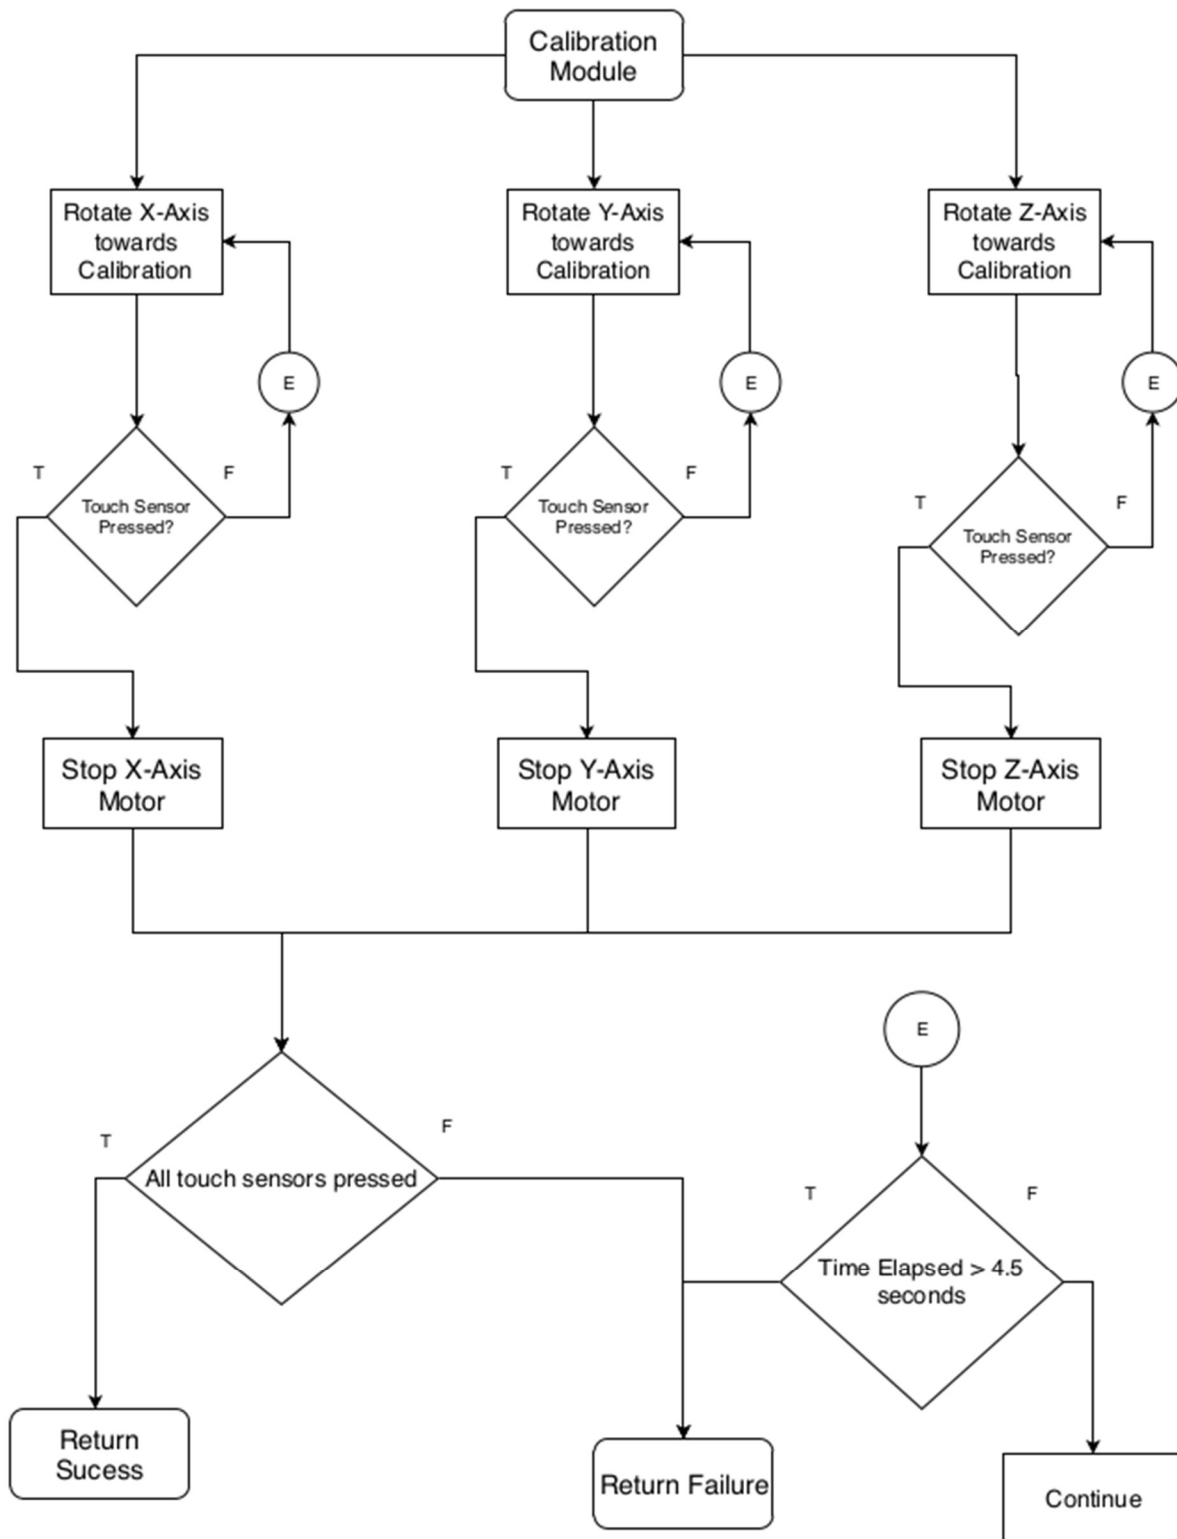 Calibration
Module
Rotate X-Axis
towards
Calibration
Rotate Y-Axis
towards
Calibration
Rotate Z-Axis
towards
Calibration
E
E
E
T
F
T
F
T
F
Touch Sensor
Pressed?
Touch Sensor
Pressed?
Touch Sensor
Pressed?
Stop X-Axis
Motor
Stop Y-Axis
Motor
Stop Z-Axis
Motor
E
T
F
All touch sensors pressed
T
F
Time Elapsed > 4.5
seconds
Return
Sucess
Return Failure
Continue